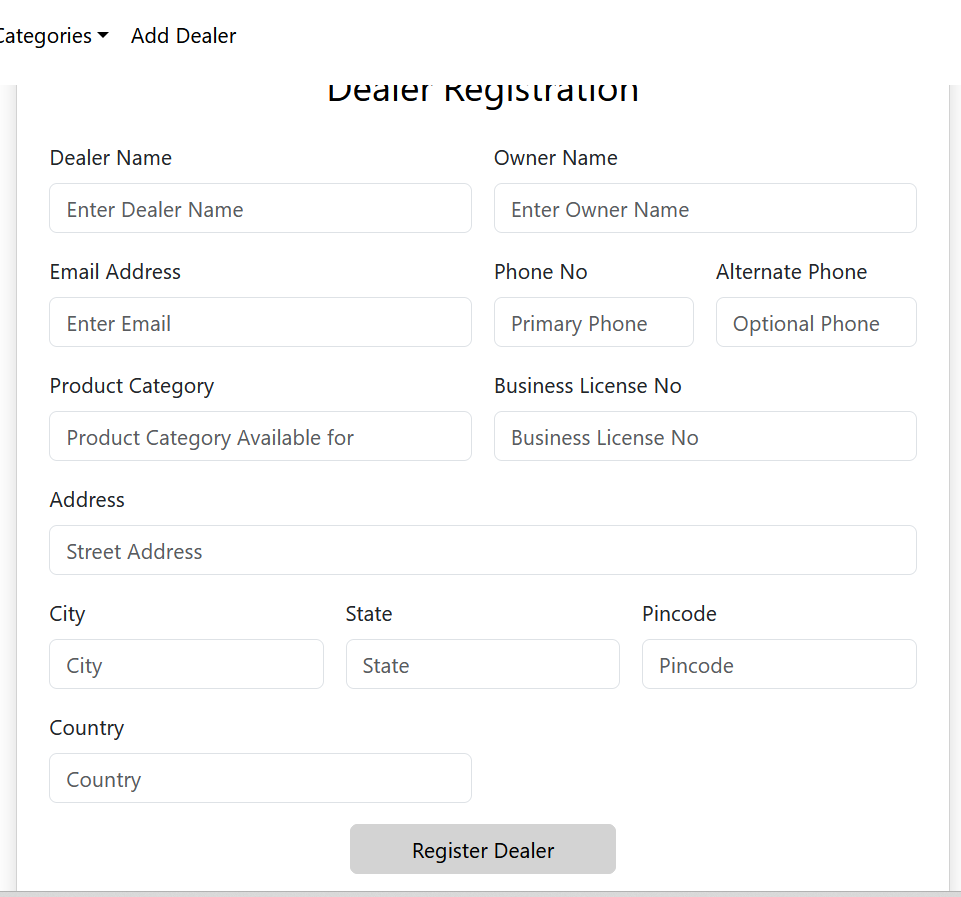 Categories Add Dealer
Dealer Registration
Dealer Name Owner Name
Enter Dealer Name Enter Owner Name
Email Address Phone No Alternate Phone
Enter Email Primary Phone Optional Phone
Product Category Business License No
Product Category Available for Business License No
Address
Street Address
City State Pincode
City State Pincode
Country
Country
Register Dealer